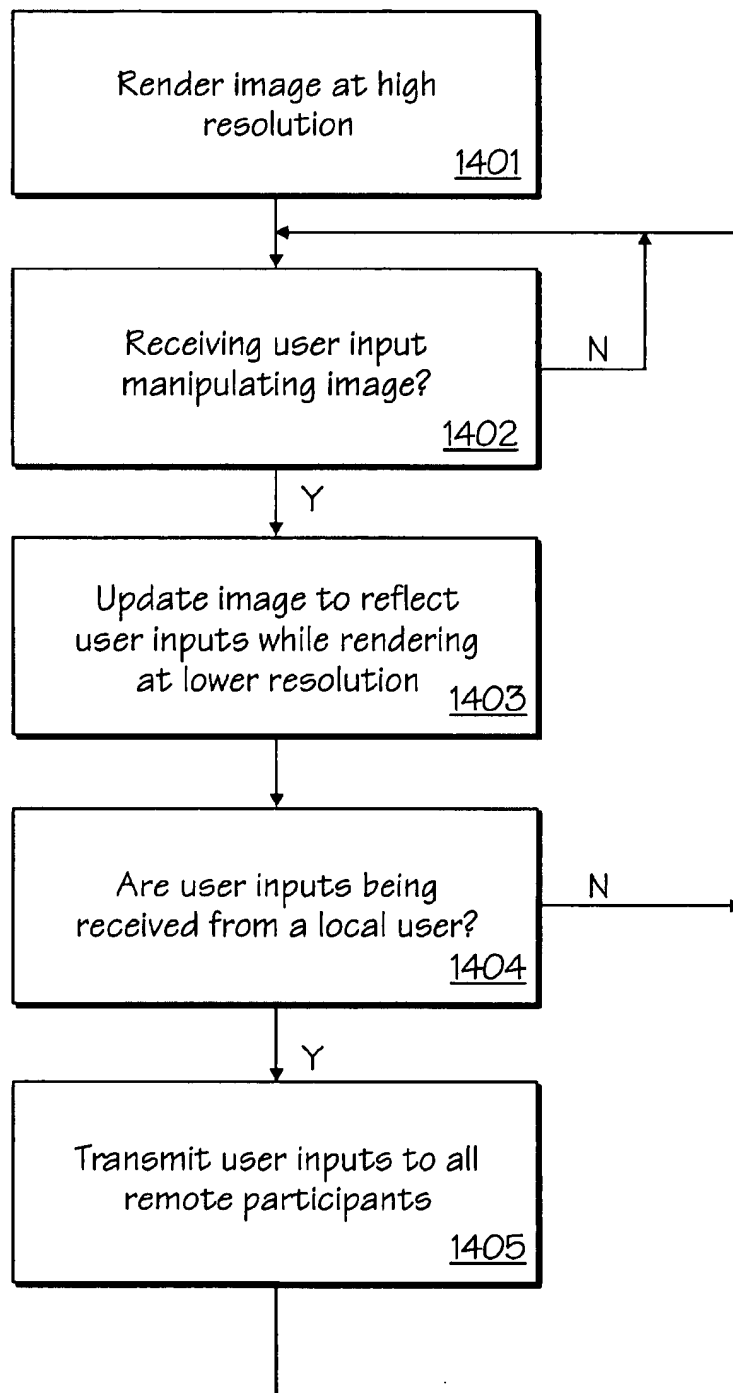 Render image at high
resolution
1401
Receiving user input
manipulating image?
1402
N
Y
Update image to reflect
user inputs while rendering
at lower resolution
1403
Are user inputs being
received from a local user?
1404
N
Y
Transmit user inputs to all
remote participants
1405